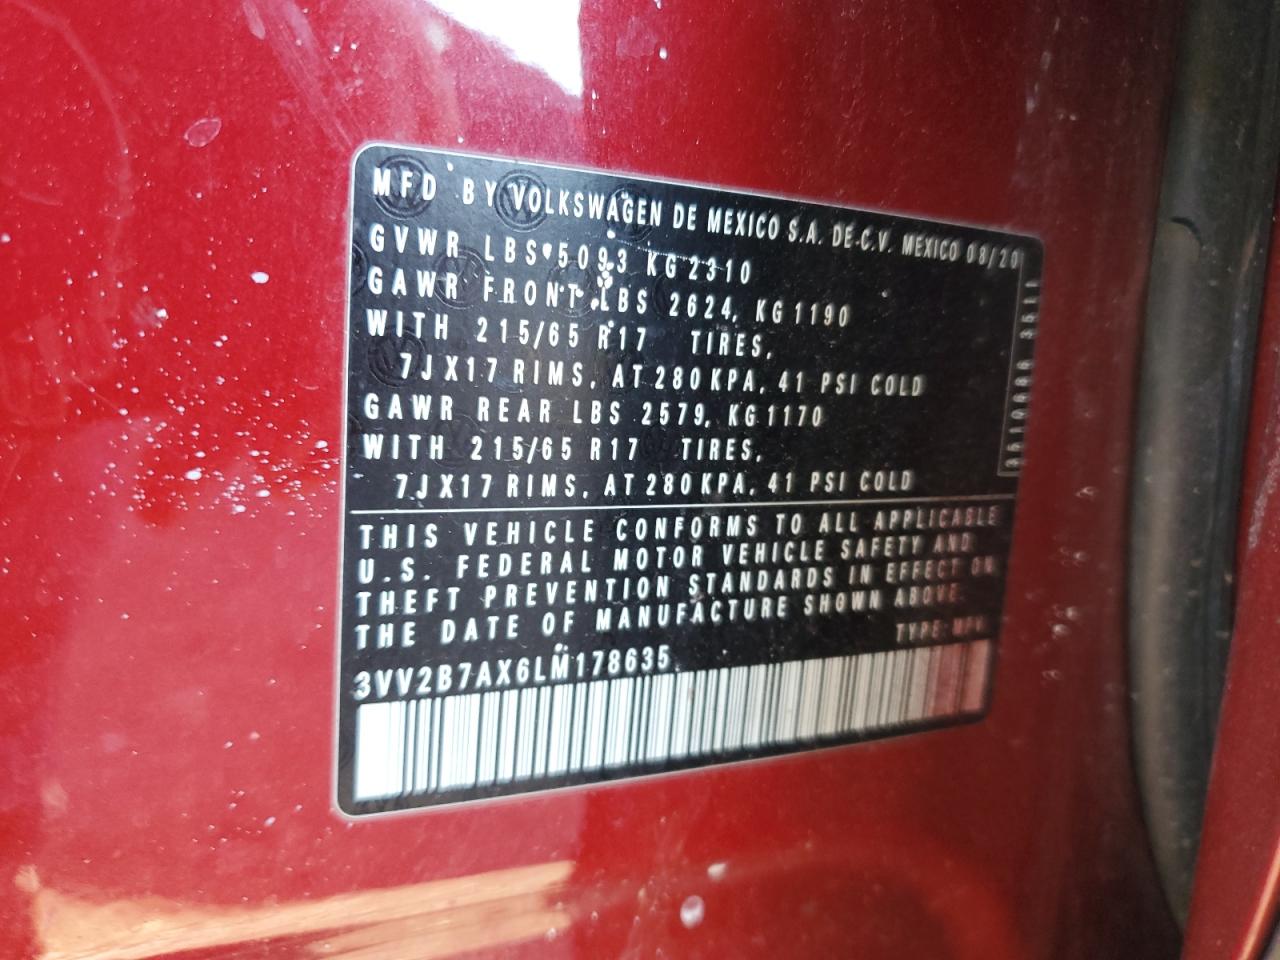 MFD BY VOLKSWAGEN DE MEXICO S.A. DE.C.V. MEXICO 08/20
GVWR LBS 5093 KG 2310
GAWR FRONT LBS 2624, KG 1190
WITH 215/65 R17 TIRES,
7JX17 RIMS, AT 280 KPA, 41 PSI COLD
GAWR REAR LBS 2579, KG 1170
WITH 215/65 R17 TIRES,
7JX17 RIMS, AT 280 KPA, 41 PSI COLD
THIS VEHICLE CONFORMS TO ALL APPLICABLE
U.S. FEDERAL MOTOR VEHICLE SAFETY AND
THEFT PREVENTION STANDARDS IN EFFECT ON
THE DATE OF MANUFACTURE SHOWN ABOVE.
TYPE: MPV
3VV2B7AX6LM178635